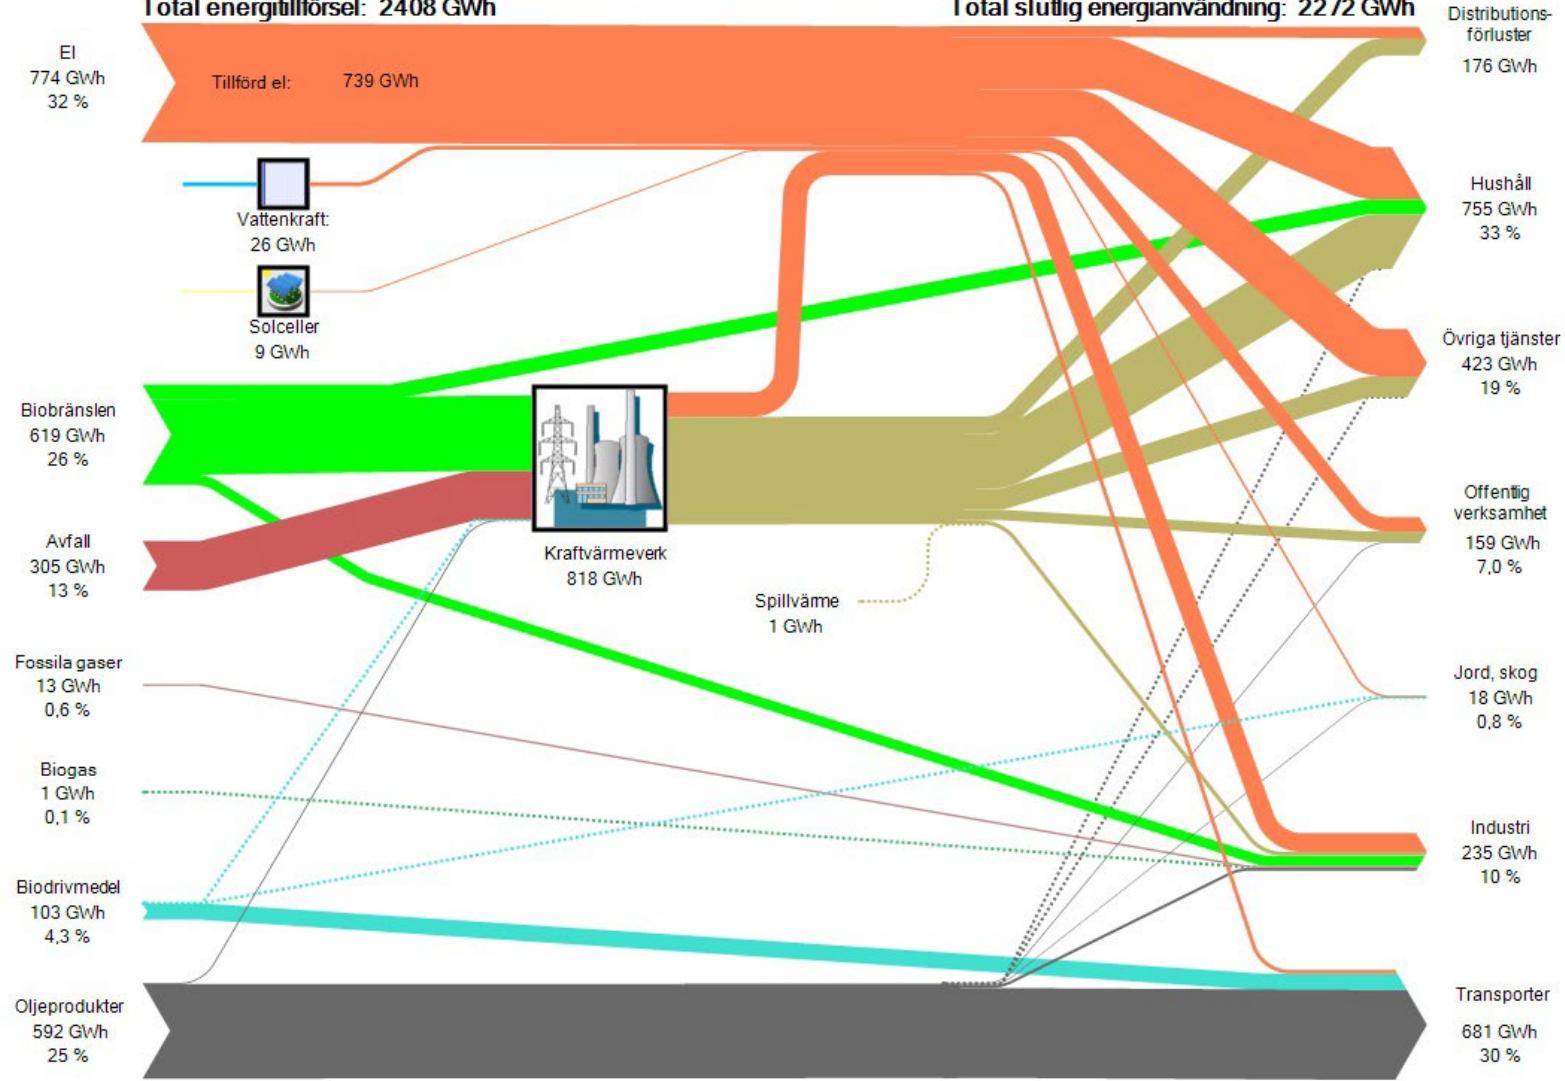 Total energitillförsel: 2408 GWh
Total slutlig energianvändning: 2272 GWh
El
774 GWh
32 %
Tillförd el: 739 GWh
Vattenkraft:
26 GWh
Solceller
9 GWh
Biobränslen
619 GWh
26 %
Avfall
305 GWh
13 %
Fossila gaser
13 GWh
0,6 %
Biogas
1 GWh
0,1 %
Biodrivmedel
103 GWh
4,3 %
Oljeprodukter
592 GWh
25 %
Kraftvärmeverk
818 GWh
Spillvärme
1 GWh
Distributions-
förluster
176 GWh
Hushåll
755 GWh
33 %
Övriga tjänster
423 GWh
19 %
Offentlig
verksamhet
159 GWh
7,0 %
Jord, skog
18 GWh
0,8 %
Industri
235 GWh
10 %
Transporter
681 GWh
30 %